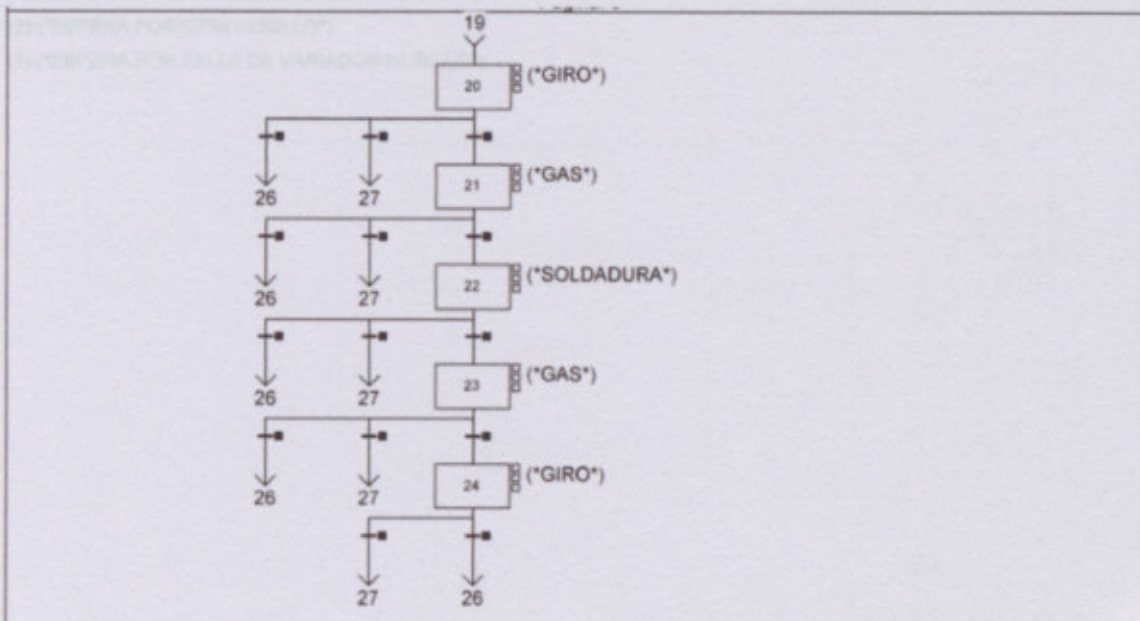 19
20 (*GIRO*)
26 27 21 (*GAS*)
26 27 22 (*SOLDADURA*)
26 27 23 (*GAS*)
26 27 24 (*GIRO*)
27 26